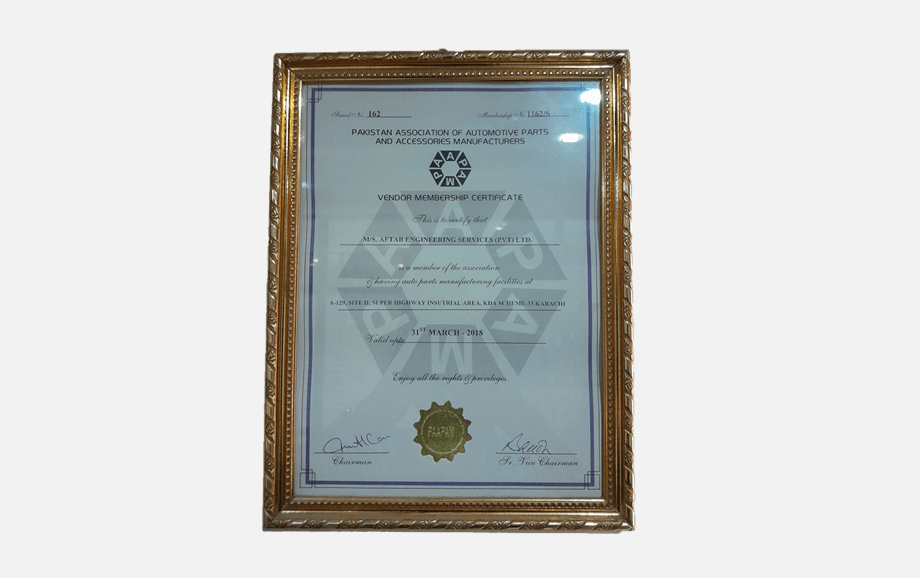 Serial No. 162
Membership No 1162/S
PAKISTAN ASSOCIATION OF AUTOMOTIVE PARTS
AND ACCESSORIES MANUFACTURERS
PAAPAM
VENDOR MEMBERSHIP CERTIFICATE
This is to certify that
M/S. AFTAB ENGINEERING SERVICES (PVT) LTD.
is a member of the association
& having auto parts manufacturing facilities at
A-129, SITE II, SUPER HIGHWAY INSUTRIAL AREA, KDA SCHEME-33 KARACHI
31ST MARCH - 2018
Valid upto
Enjoy all the rights & privileges
PAAPAM
Chairman
Sr. Vice Chairman